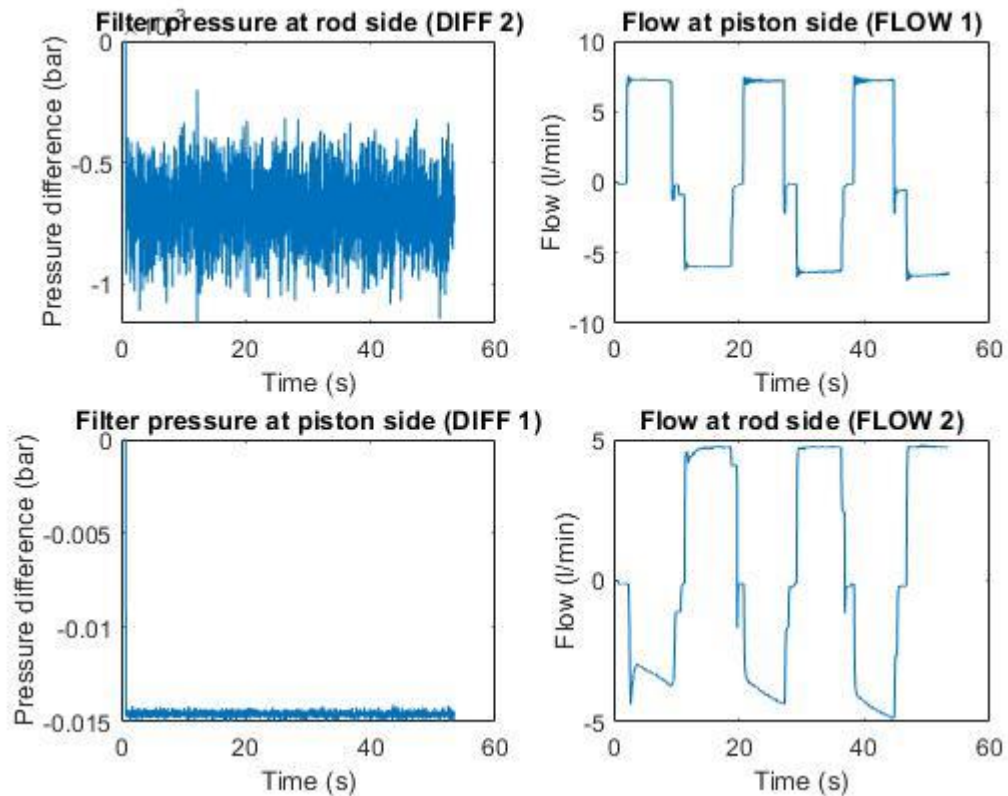 Filter pressure at rod side (DIFF 2)
Pressure difference (bar)
0
-0.5
-1
0 20 40 60
Time (s)
Flow at piston side (FLOW 1)
Flow (l/min)
10
5
0
-5
-10
0 20 40 60
Time (s)
Filter pressure at piston side (DIFF 1)
Pressure difference (bar)
0
-0.005
-0.01
-0.015
0 20 40 60
Time (s)
Flow at rod side (FLOW 2)
Flow (l/min)
5
0
-5
0 20 40 60
Time (s)